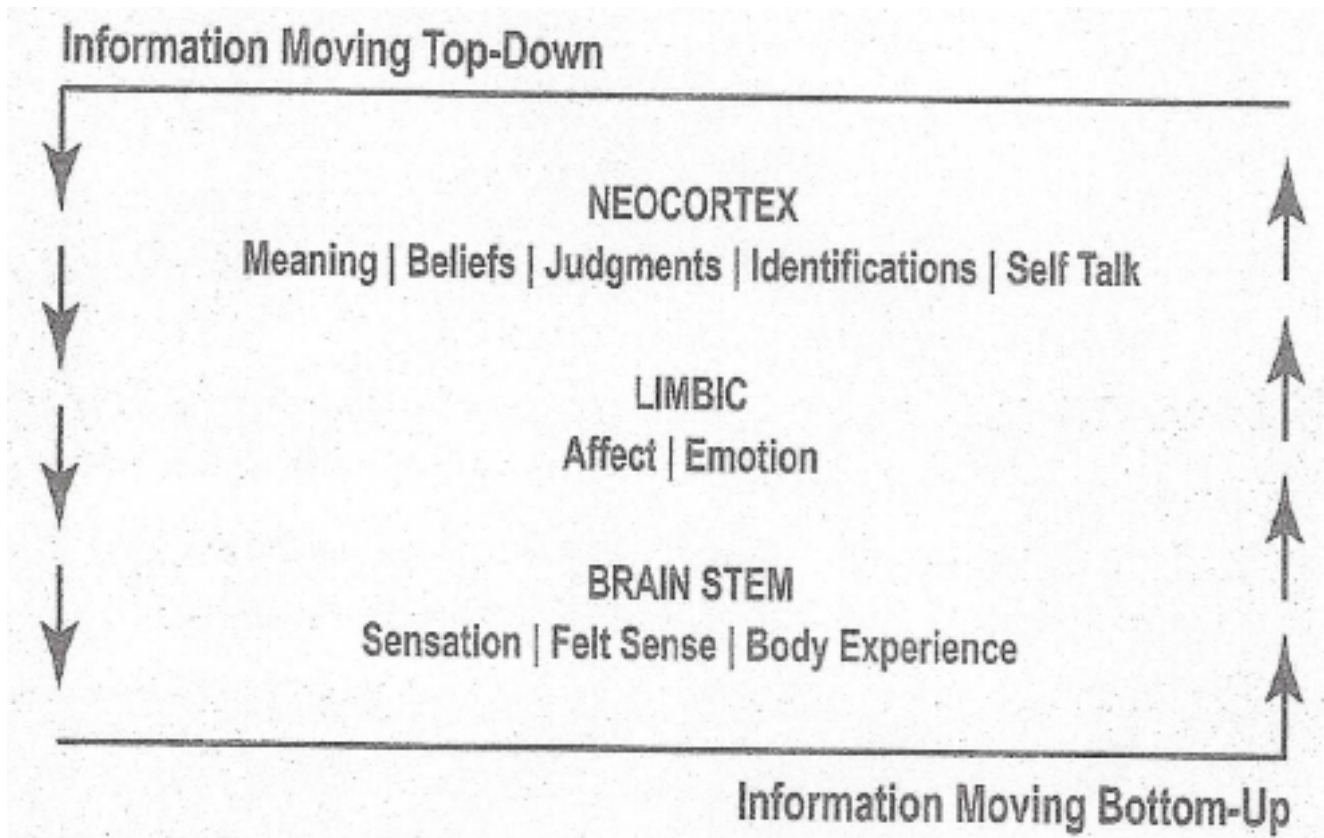 Information Moving Top-Down
NEOCORTEX
Meaning | Beliefs | Judgments | Identifications | Self Talk
LIMBIC
Affect | Emotion
BRAIN STEM
Sensation | Felt Sense | Body Experience
Information Moving Bottom-Up